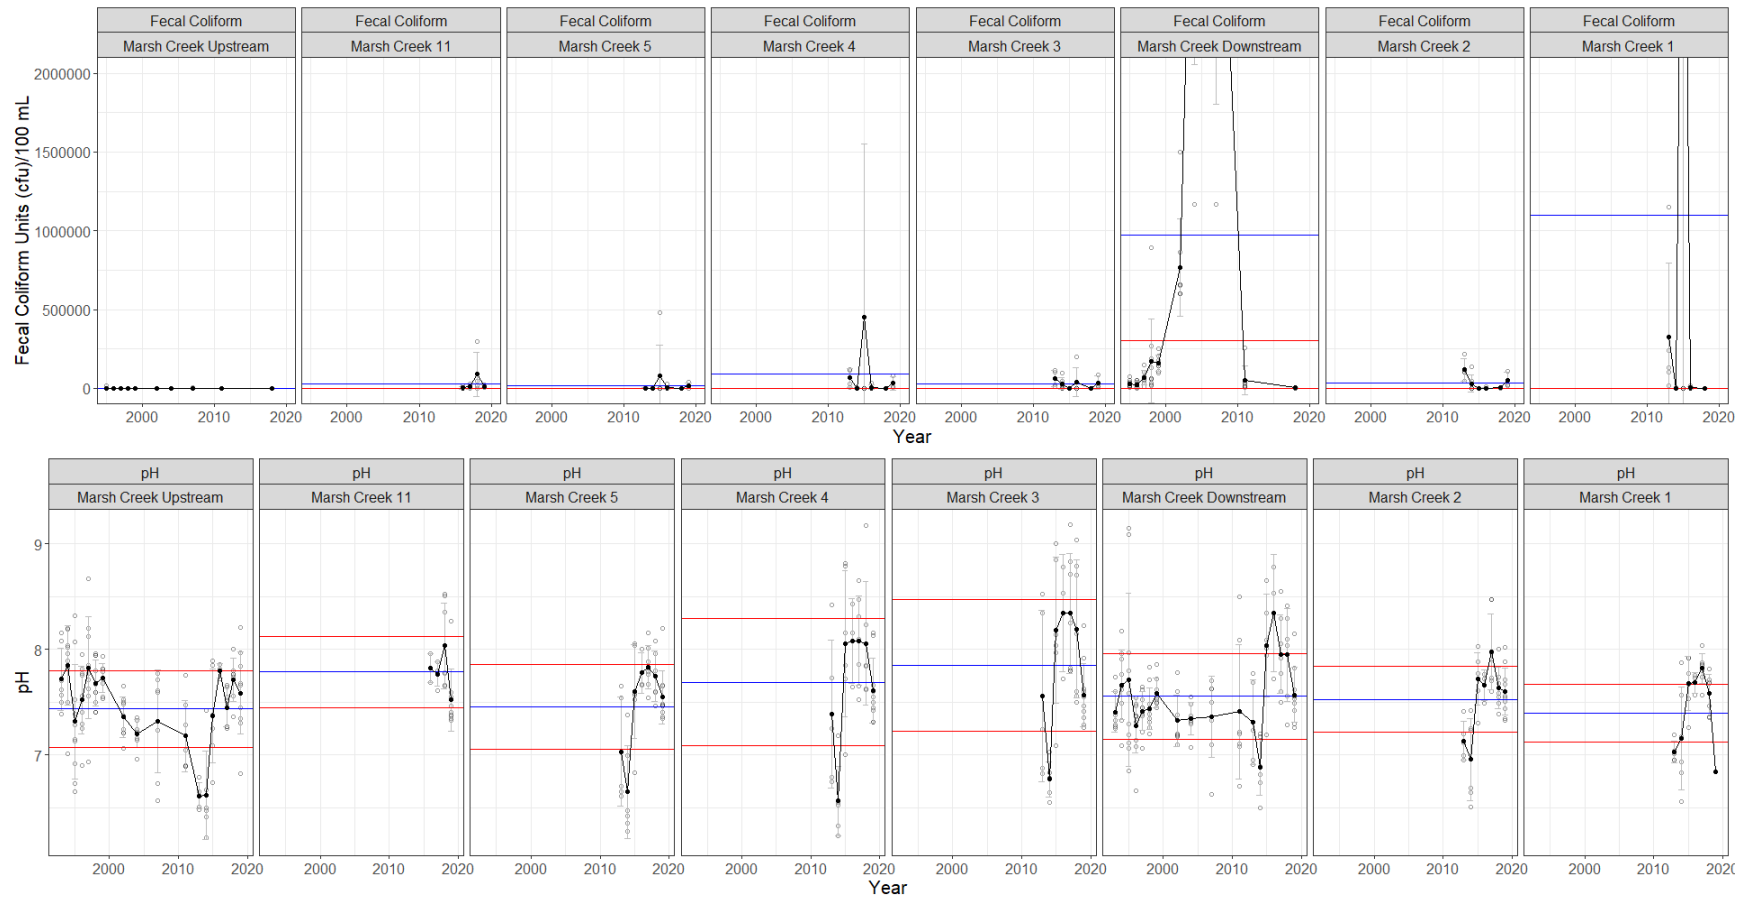 Fecal Coliform Fecal Coliform Fecal Coliform Fecal Coliform Fecal Coliform Fecal Coliform Fecal Coliform Fecal Coliform
Marsh Creek Upstream Marsh Creek 11 Marsh Creek 5 Marsh Creek 4 Marsh Creek 3 Marsh Creek Downstream Marsh Creek 2 Marsh Creek 1
Fecal Coliform Units (cfu)/100 mL
2000000
1500000
1000000
500000
0
2000 2010 2020 2000 2010 2020 2000 2010 2020 2000 2010 2020 2000 2010 2020 2000 2010 2020 2000 2010 2020 2000 2010 2020
Year
pH pH pH pH pH pH pH pH
Marsh Creek Upstream Marsh Creek 11 Marsh Creek 5 Marsh Creek 4 Marsh Creek 3 Marsh Creek Downstream Marsh Creek 2 Marsh Creek 1
pH
9
8
7
2000 2010 2020 2000 2010 2020 2000 2010 2020 2000 2010 2020 2000 2010 2020 2000 2010 2020 2000 2010 2020 2000 2010 202
Year